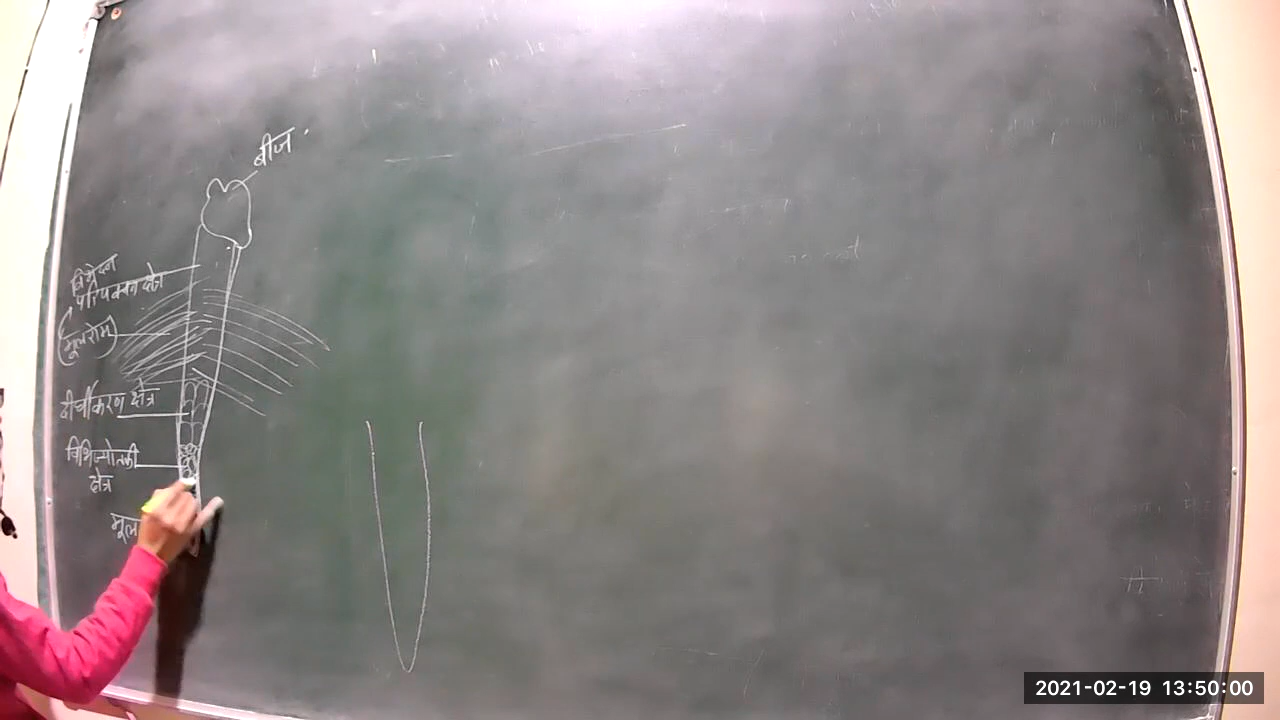 बीज
विभेदन
परिपक्वन क्षेत्र
(मूलरोम)
दीर्घीकरण क्षेत्र
विभज्योतकी
क्षेत्र
मूल
2021-02-19 13:50:00